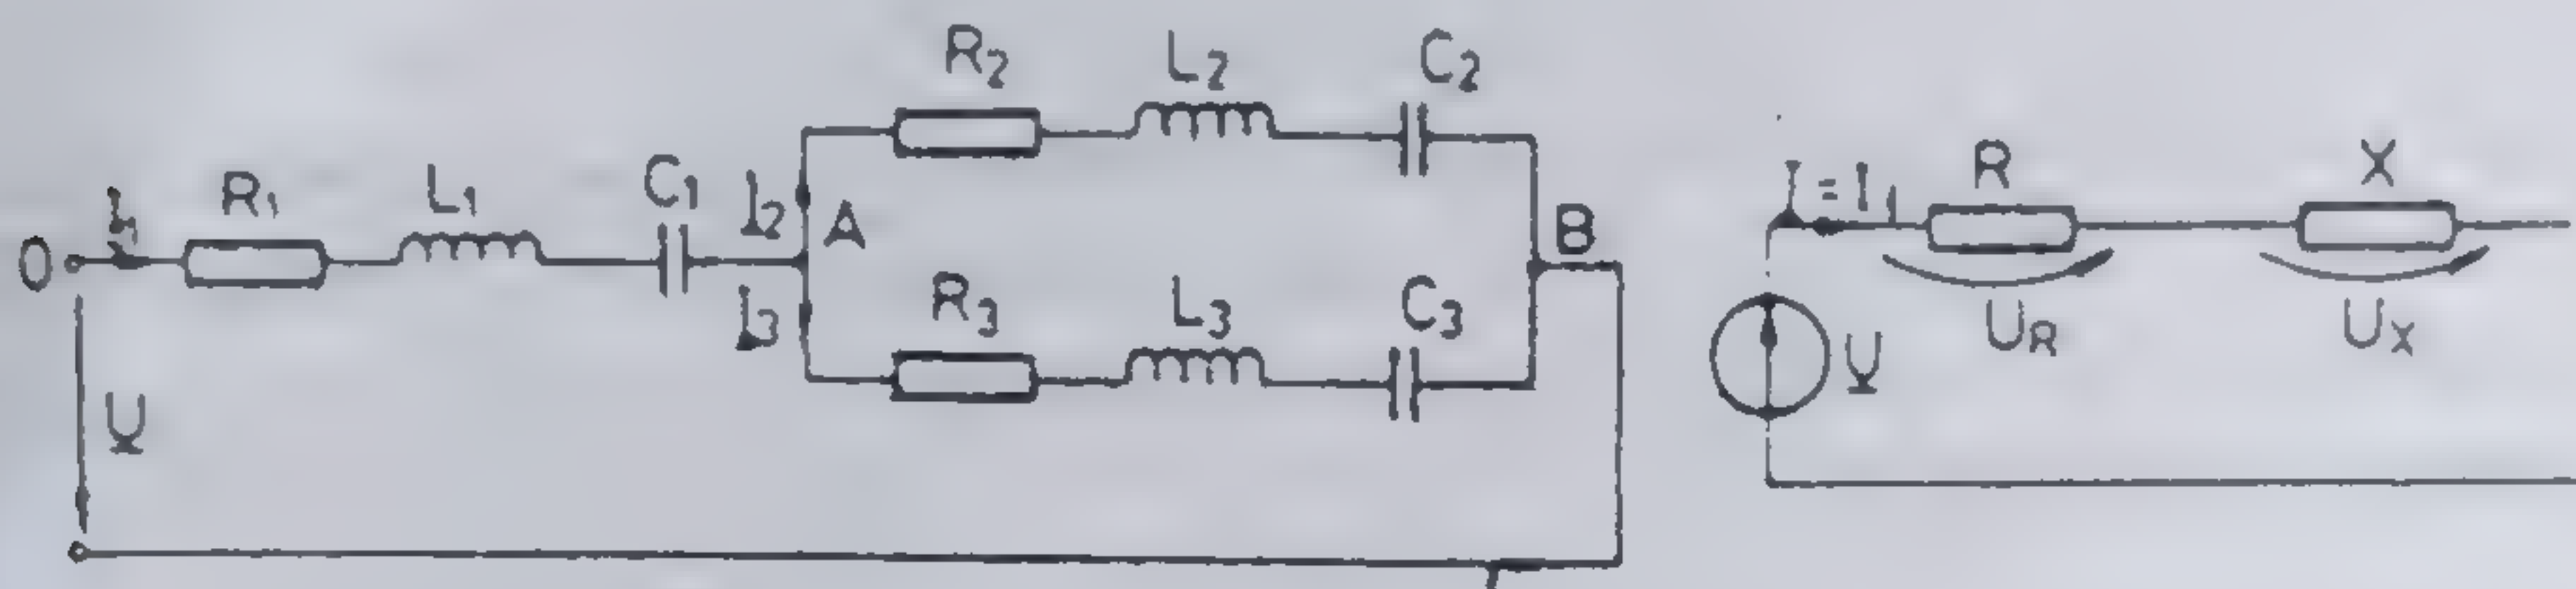 R2 L2 C2
R1 L1 C1 I2 A B
O I1
R3 L3 C3
I3
U
I = I1 R X
U UR UX